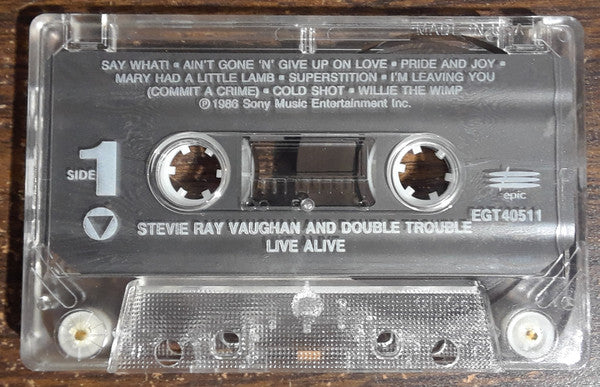 SAY WHAT! • AIN'T GONE 'N' GIVE UP ON LOVE • PRIDE AND JOY •
MARY HAD A LITTLE LAMB • SUPERSTITION • I'M LEAVING YOU
(COMMIT A CRIME) • COLD SHOT • WILLIE THE WIMP
℗1986 Sony Music Entertainment Inc.
SIDE 1
epic
EGT40511
STEVIE RAY VAUGHAN AND DOUBLE TROUBLE
LIVE ALIVE